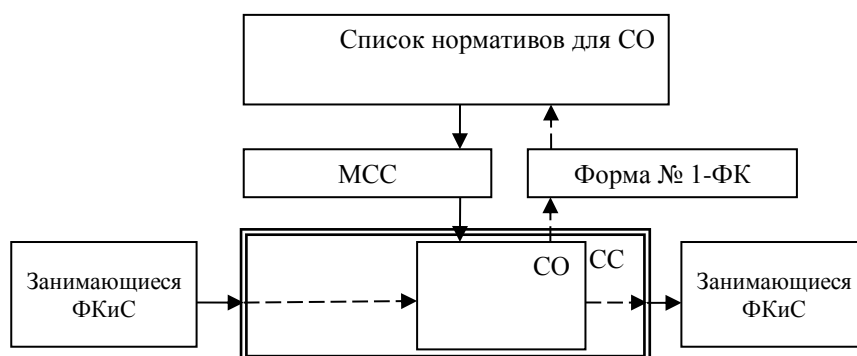 Список нормативов для СО
МСС
Форма № 1-ФК
СО
СС
Занимающиеся
ФКиС
Занимающиеся
ФКиС